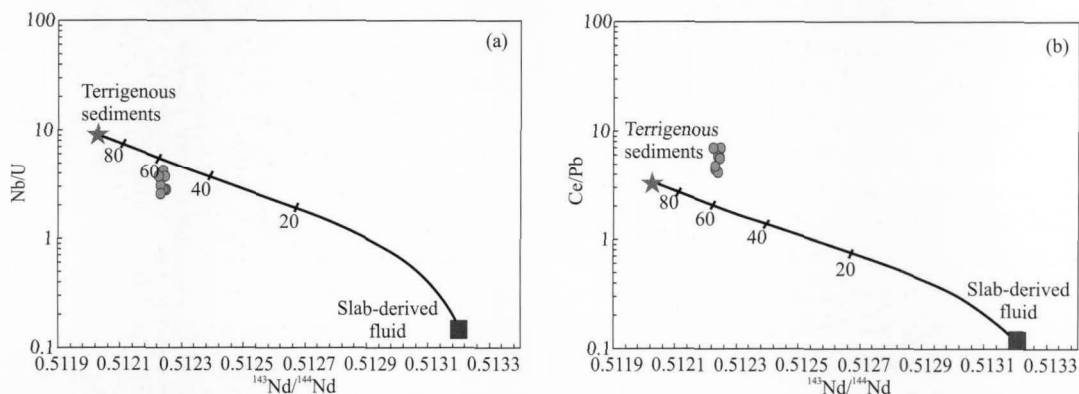 100
(a)
Terrigenous
sediments
10
80
60
40
20
Nb/U
1
Slab-derived
fluid
0.1
0.5119 0.5121 0.5123 0.5125 0.5127 0.5129 0.5131 0.5133
143Nd/144Nd
100
(b)
10
Terrigenous
sediments
80
60
40
20
Ce/Pb
1
Slab-derived
fluid
0.1
0.5119 0.5121 0.5123 0.5125 0.5127 0.5129 0.5131 0.5133
143Nd/144Nd